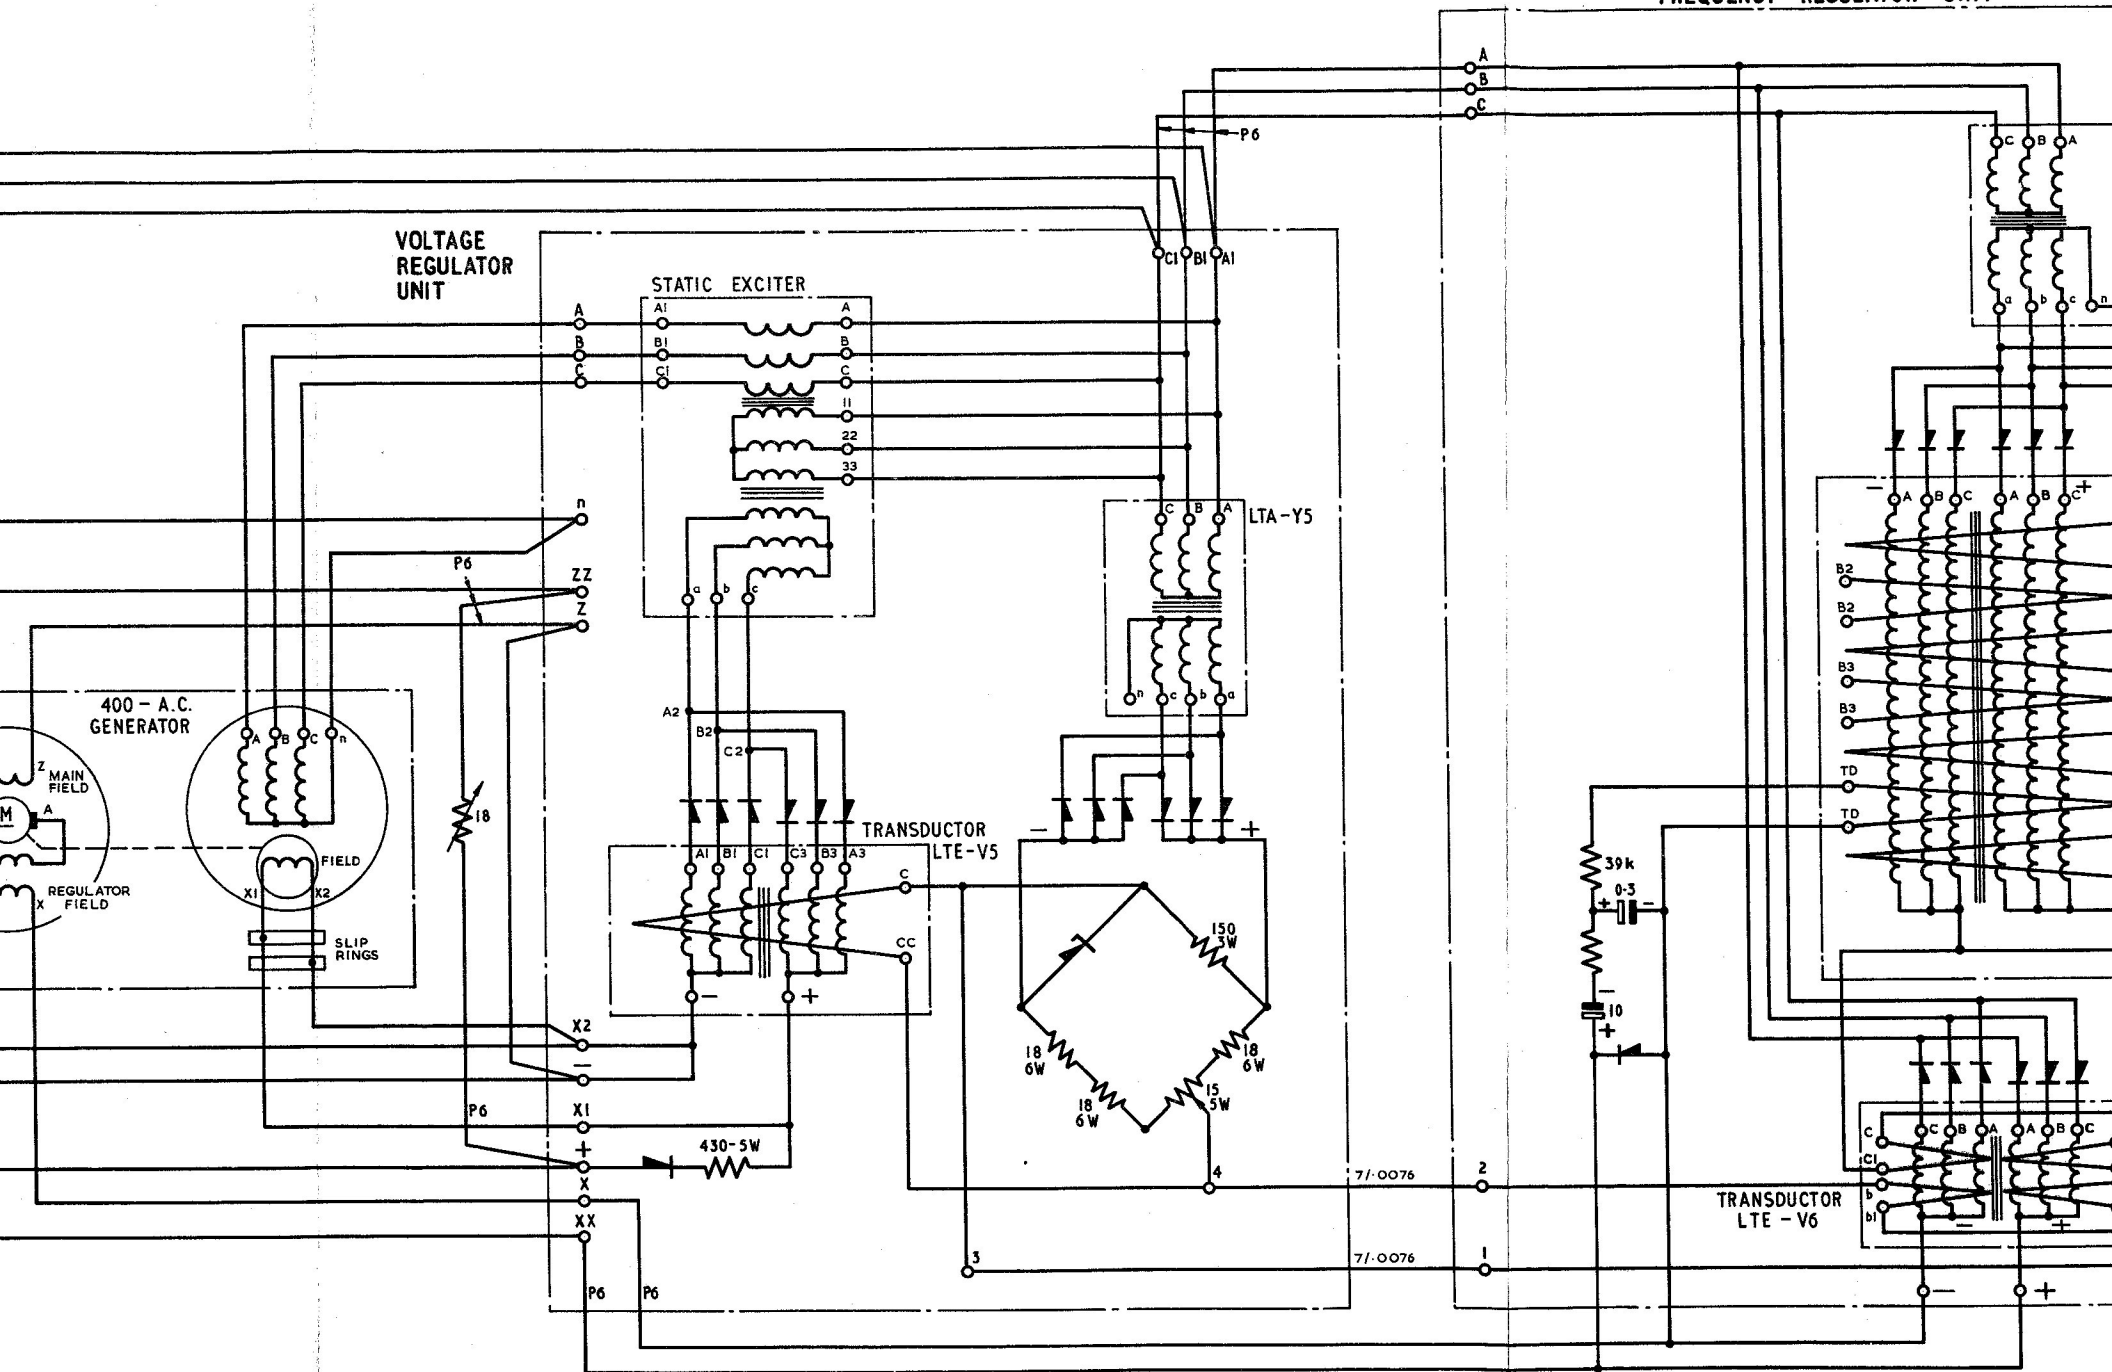 A
B
C
P6
C B A
VOLTAGE
REGULATOR
UNIT
C1 B1 A1
STATIC EXCITER
A A1 A
B B1 B
C C1 C
11
22
33
a b c n
n
P6
ZZ
Z
C B A
LTA-Y5
n c b a
400 - A.C.
GENERATOR
A B C n
Z
MAIN
FIELD
M
A
REGULATOR
FIELD
X
FIELD
X1 X2
SLIP
RINGS
18
A2
B2
C2
TRANSDUCTOR
LTE-V5
A1 B1 C1 C3 B3 A3
C
CC
- +
- +
150
3W
18
6W
18
6W
18
6W
15
5W
4
3
- A B C A B C +
B2
B2
B3
B3
TD
TD
39k
+ 0·3 -
-
10
+
X2
-
X1
+
430-5W
X
XX
P6
P6
P6
7/·0076
2
7/·0076
1
C B A A B C
C
C1
b
b1
- +
TRANSDUCTOR
LTE - V6
- +